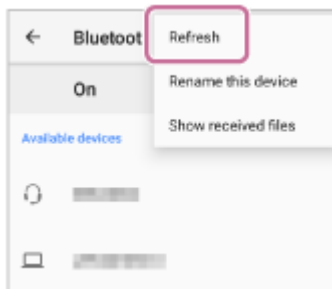 Bluetoot
Refresh
On
Rename this device
Show received files
Available devices